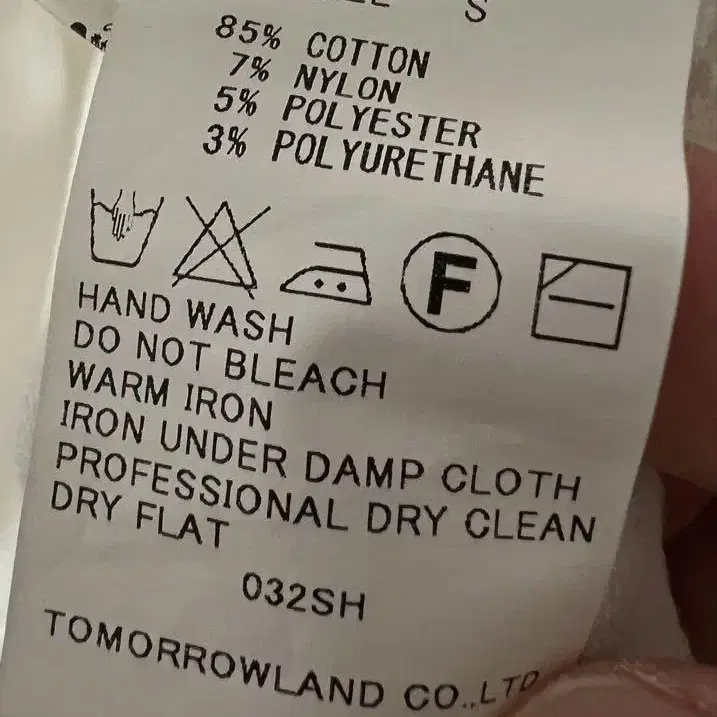 S
85% COTTON
7% NYLON
5% POLYESTER
3% POLYURETHANE
F
HAND WASH
DO NOT BLEACH
WARM IRON
IRON UNDER DAMP CLOTH
PROFESSIONAL DRY CLEAN
DRY FLAT
032SH
TOMORROWLAND CO.,LTD